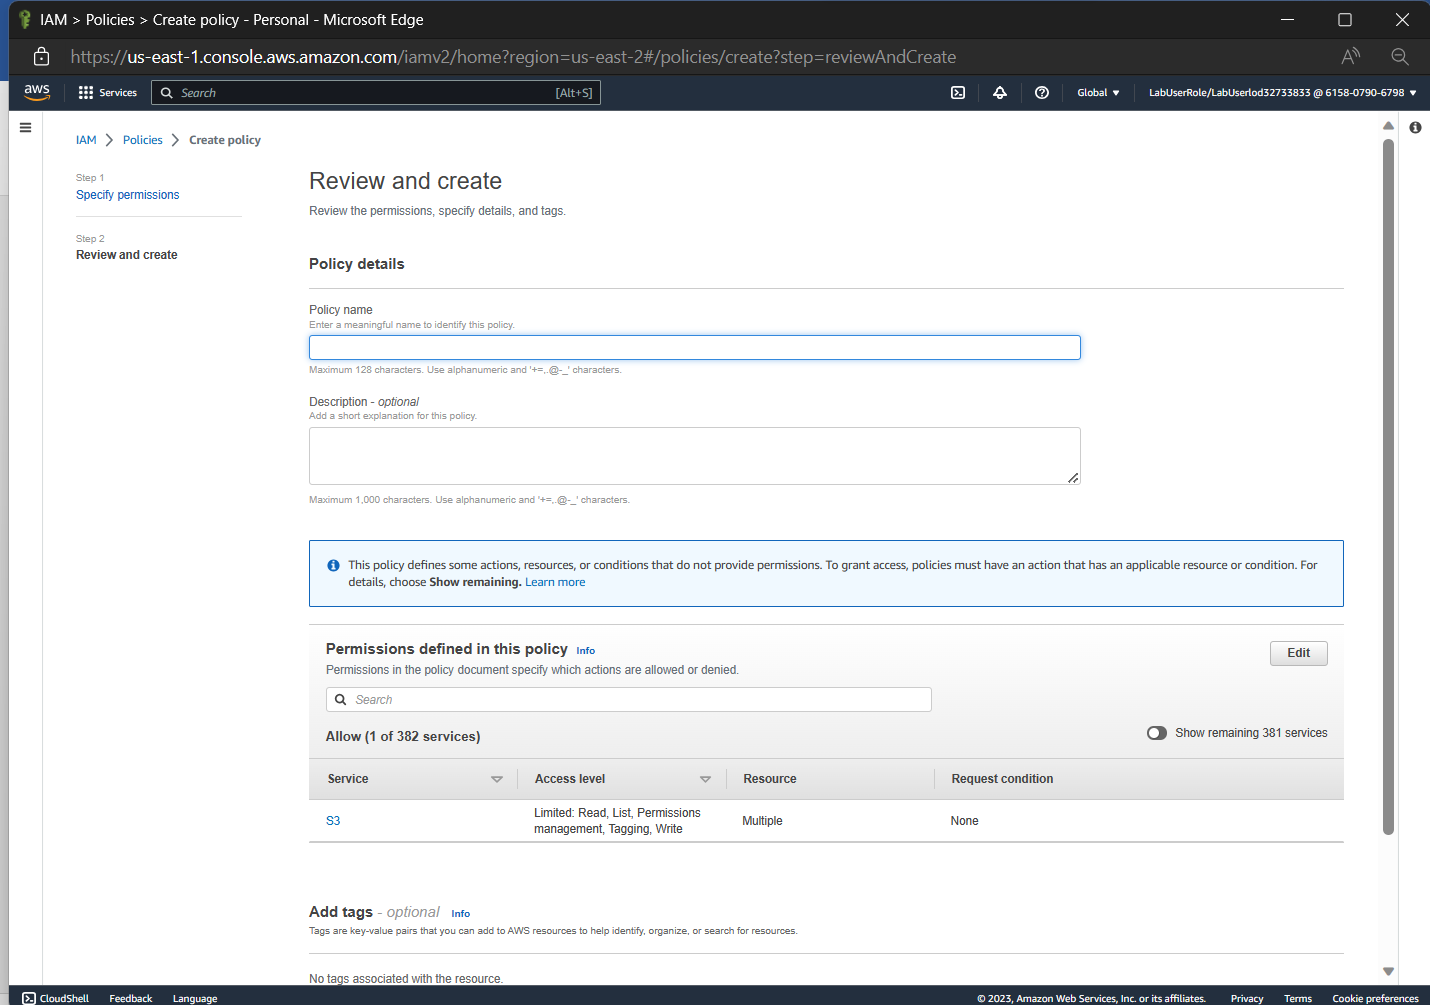 IAM > Policies > Create policy - Personal - Microsoft Edge
https://us-east-1.console.aws.amazon.com/iamv2/home?region=us-east-2#/policies/create?step=reviewAndCreate
aws Services Search [Alt+S] Global LabUserRole/LabUserlod32733833 @ 6158-0790-6798
IAM Policies Create policy
Step 1
Specify permissions
Step 2
Review and create
Review and create
Review the permissions, specify details, and tags.
Policy details
Policy name
Enter a meaningful name to identify this policy.
Maximum 128 characters. Use alphanumeric and '+=,.@-_' characters.
Description - optional
Add a short explanation for this policy.
Maximum 1,000 characters. Use alphanumeric and '+=,.@-_' characters.
This policy defines some actions, resources, or conditions that do not provide permissions. To grant access, policies must have an action that has an applicable resource or condition. For
details, choose Show remaining. Learn more
Permissions defined in this policy Info
Edit
Permissions in the policy document specify which actions are allowed or denied.
Search
Allow (1 of 382 services)
Show remaining 381 services
Service Access level Resource Request condition
S3 Limited: Read, List, Permissions management, Tagging, Write Multiple None
Add tags - optional Info
Tags are key-value pairs that you can add to AWS resources to help identify, organize, or search for resources.
No tags associated with the resource.
CloudShell Feedback Language © 2023, Amazon Web Services, Inc. or its affiliates. Privacy Terms Cookie preferences